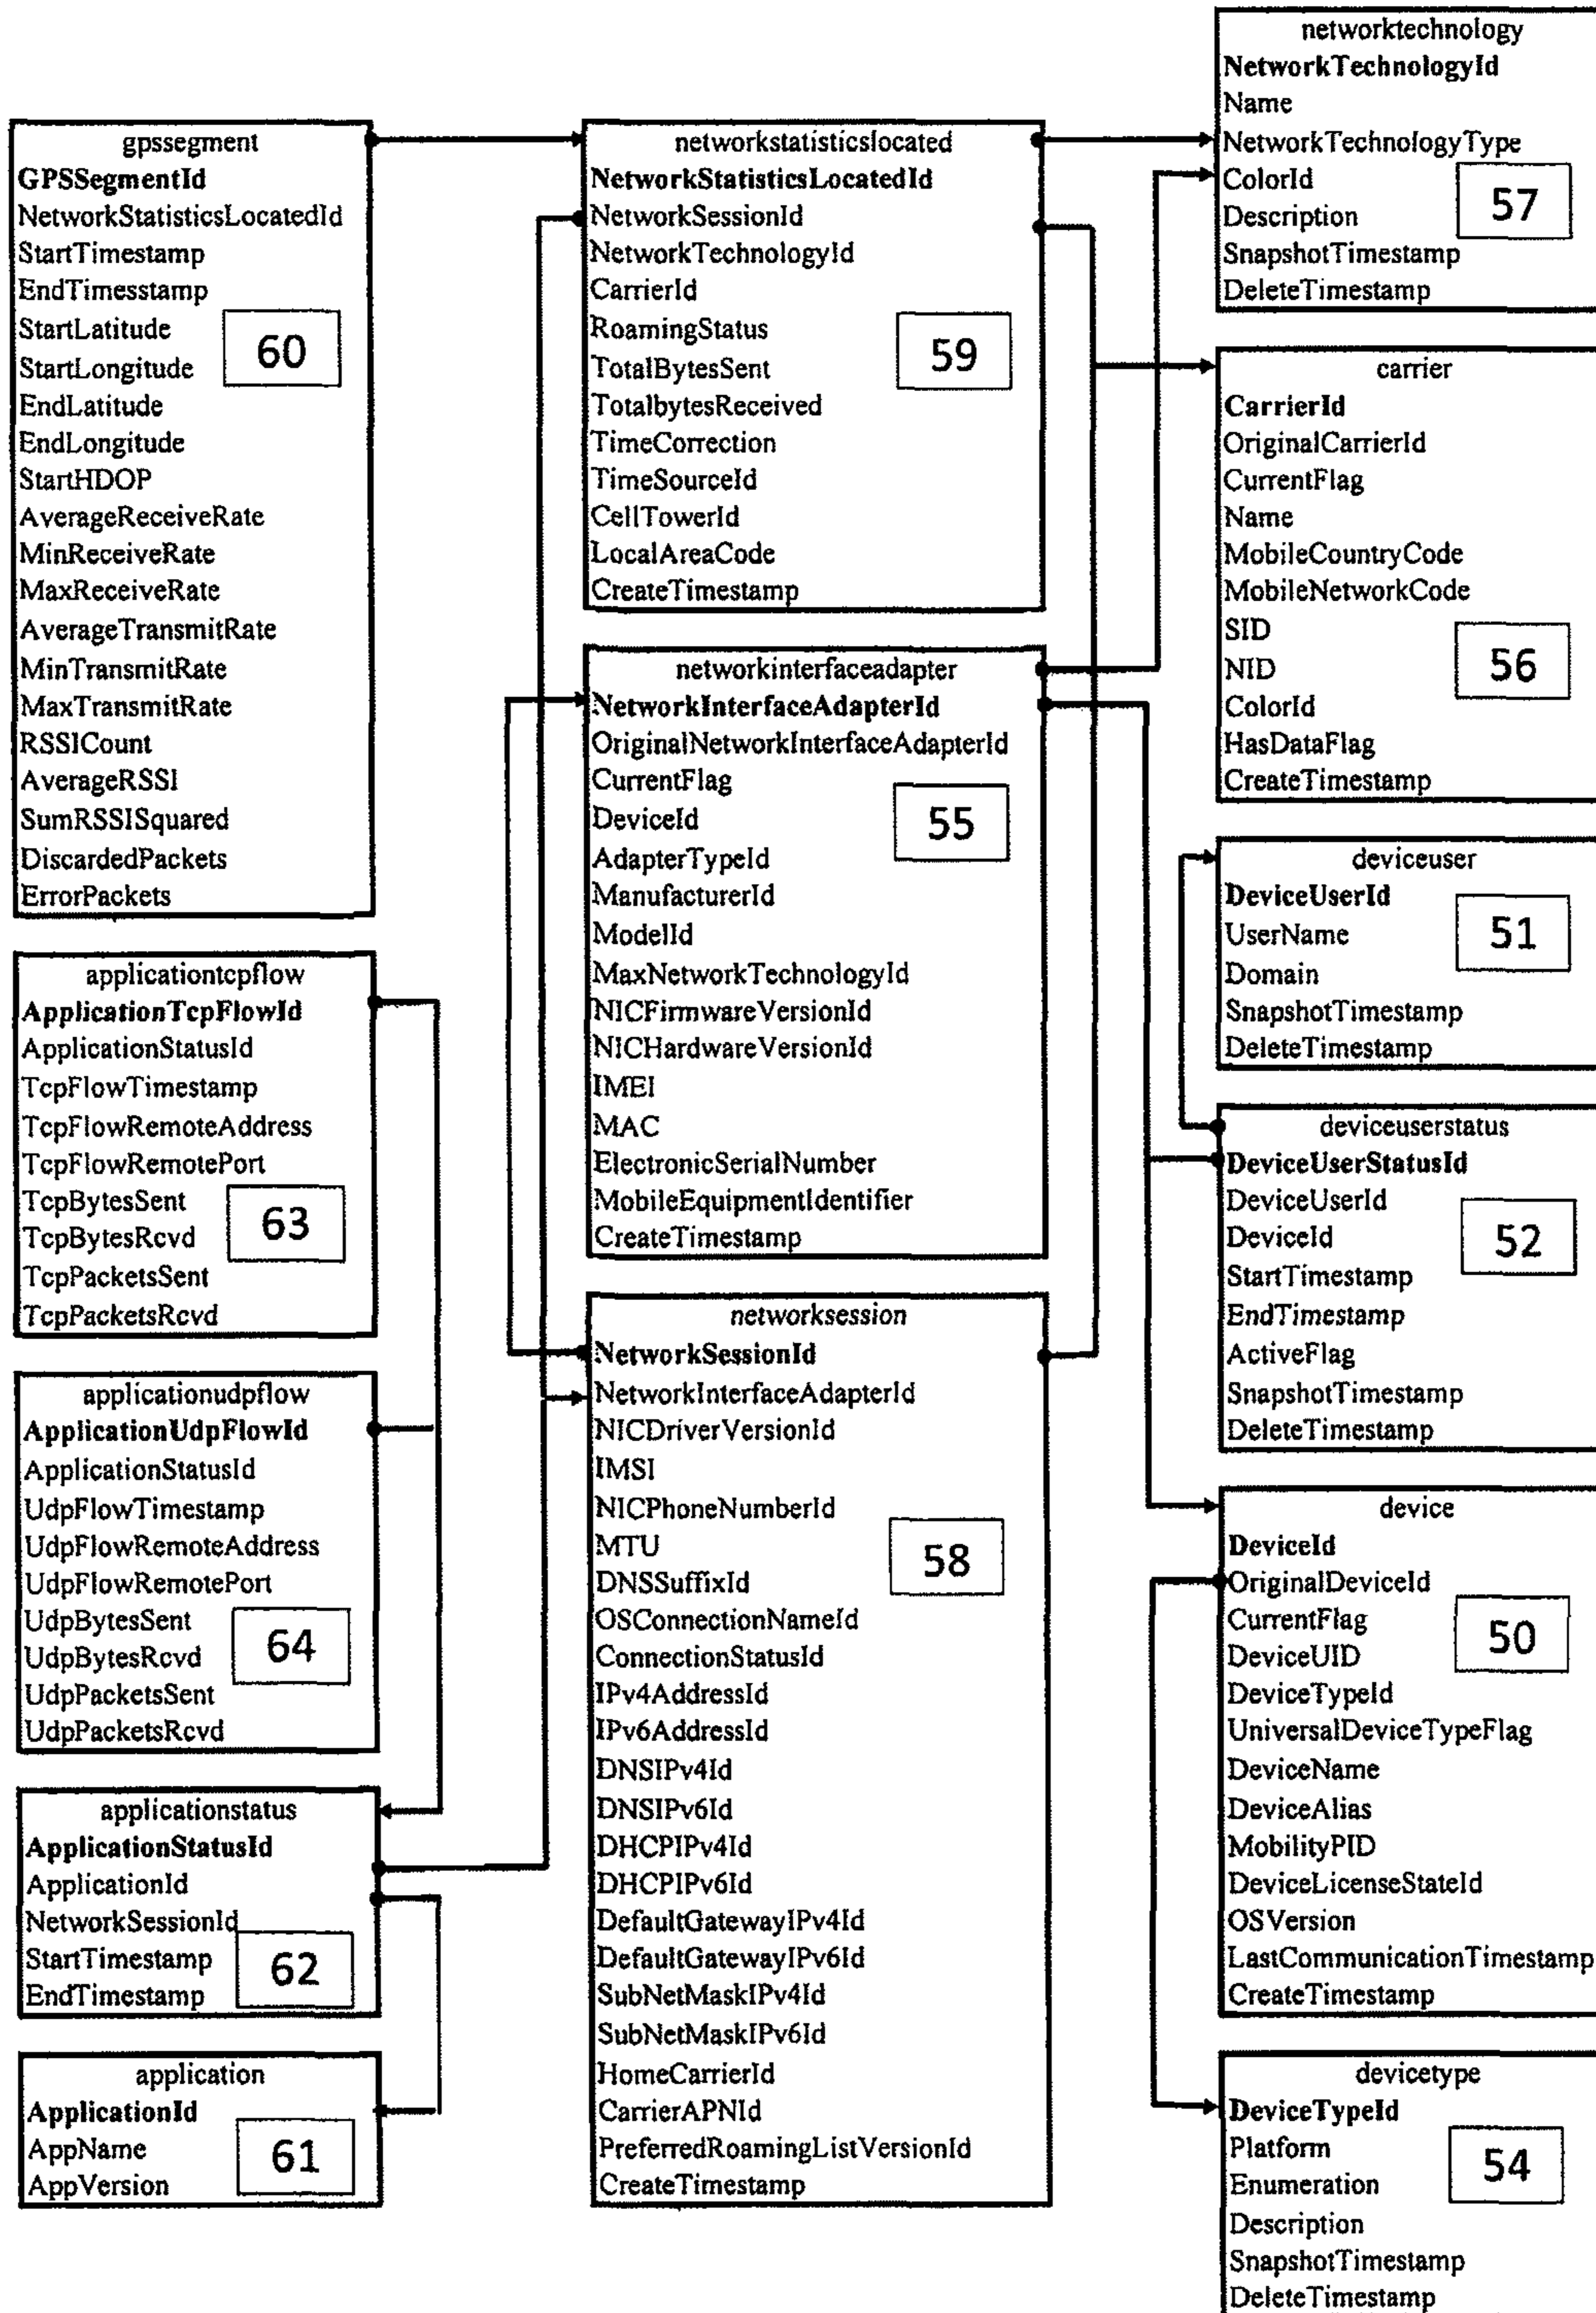 gpssegment
GPSSegmentId
NetworkStatisticsLocatedId
StartTimestamp
EndTimesstamp
StartLatitude
StartLongitude
EndLatitude
EndLongitude
StartHDOP
AverageReceiveRate
MinReceiveRate
MaxReceiveRate
AverageTransmitRate
MinTransmitRate
MaxTransmitRate
RSSICount
AverageRSSI
SumRSSISquared
DiscardedPackets
ErrorPackets
60
applicationtcpflow
ApplicationTcpFlowId
ApplicationStatusId
TcpFlowTimestamp
TcpFlowRemoteAddress
TcpFlowRemotePort
TcpBytesSent
TcpBytesRcvd
TcpPacketsSent
TcpPacketsRcvd
63
applicationudpflow
ApplicationUdpFlowId
ApplicationStatusId
UdpFlowTimestamp
UdpFlowRemoteAddress
UdpFlowRemotePort
UdpBytesSent
UdpBytesRcvd
UdpPacketsSent
UdpPacketsRcvd
64
applicationstatus
ApplicationStatusId
ApplicationId
NetworkSessionId
StartTimestamp
EndTimestamp
62
application
ApplicationId
AppName
AppVersion
61
networkstatisticslocated
NetworkStatisticsLocatedId
NetworkSessionId
NetworkTechnologyId
CarrierId
RoamingStatus
TotalBytesSent
TotalbytesReceived
TimeCorrection
TimeSourceId
CellTowerId
LocalAreaCode
CreateTimestamp
59
networkinterfaceadapter
NetworkInterfaceAdapterId
OriginalNetworkInterfaceAdapterId
CurrentFlag
DeviceId
AdapterTypeId
ManufacturerId
ModelId
MaxNetworkTechnologyId
NICFirmwareVersionId
NICHardwareVersionId
IMEI
MAC
ElectronicSerialNumber
MobileEquipmentIdentifier
CreateTimestamp
55
networksession
NetworkSessionId
NetworkInterfaceAdapterId
NICDriverVersionId
IMSI
NICPhoneNumberId
MTU
DNSSuffixId
OSConnectionNameId
ConnectionStatusId
IPv4AddressId
IPv6AddressId
DNSIPv4Id
DNSIPv6Id
DHCPIPv4Id
DHCPIPv6Id
DefaultGatewayIPv4Id
DefaultGatewayIPv6Id
SubNetMaskIPv4Id
SubNetMaskIPv6Id
HomeCarrierId
CarrierAPNId
PreferredRoamingListVersionId
CreateTimestamp
58
networktechnology
NetworkTechnologyId
Name
NetworkTechnologyType
ColorId
Description
SnapshotTimestamp
DeleteTimestamp
57
carrier
CarrierId
OriginalCarrierId
CurrentFlag
Name
MobileCountryCode
MobileNetworkCode
SID
NID
ColorId
HasDataFlag
CreateTimestamp
56
deviceuser
DeviceUserId
UserName
Domain
SnapshotTimestamp
DeleteTimestamp
51
deviceuserstatus
DeviceUserStatusId
DeviceUserId
DeviceId
StartTimestamp
EndTimestamp
ActiveFlag
SnapshotTimestamp
DeleteTimestamp
52
device
DeviceId
OriginalDeviceId
CurrentFlag
DeviceUID
DeviceTypeId
UniversalDeviceTypeFlag
DeviceName
DeviceAlias
MobilityPID
DeviceLicenseStateId
OSVersion
LastCommunicationTimestamp
CreateTimestamp
50
devicetype
DeviceTypeId
Platform
Enumeration
Description
SnapshotTimestamp
DeleteTimestamp
54